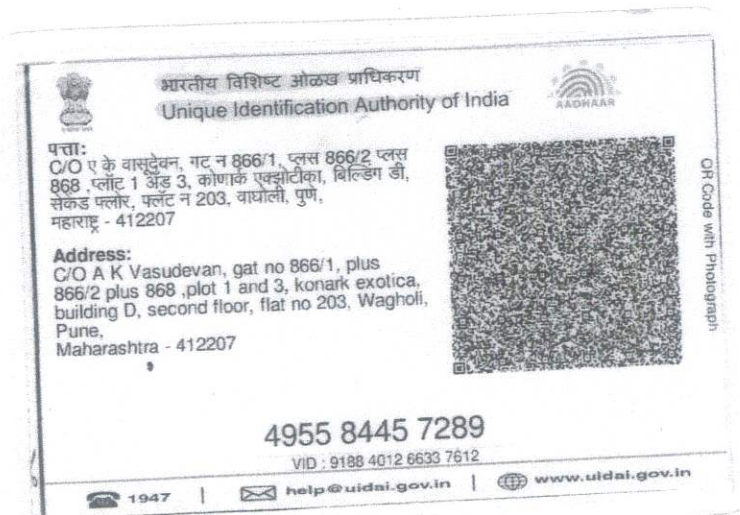 भारतीय विशिष्ट ओळख प्राधिकरण
Unique Identification Authority of India
AADHAAR
पत्ता:
C/O ए के वासुदेवन, गट न 866/1, प्लस 866/2 प्लस
868 ,प्लॉट 1 अँड 3, कोणार्क एक्झोटीका, बिल्डिंग डी,
सेकंड फ्लोर, फ्लॅट न 203, वाघोली, पुणे,
महाराष्ट्र - 412207
Address:
C/O A K Vasudevan, gat no 866/1, plus
866/2 plus 868 ,plot 1 and 3, konark exotica,
building D, second floor, flat no 203, Wagholi,
Pune,
Maharashtra - 412207
QR Code with Photograph
4955 8445 7289
VID : 9188 4012 6633 7612
1947 | help@uidai.gov.in | www.uidai.gov.in